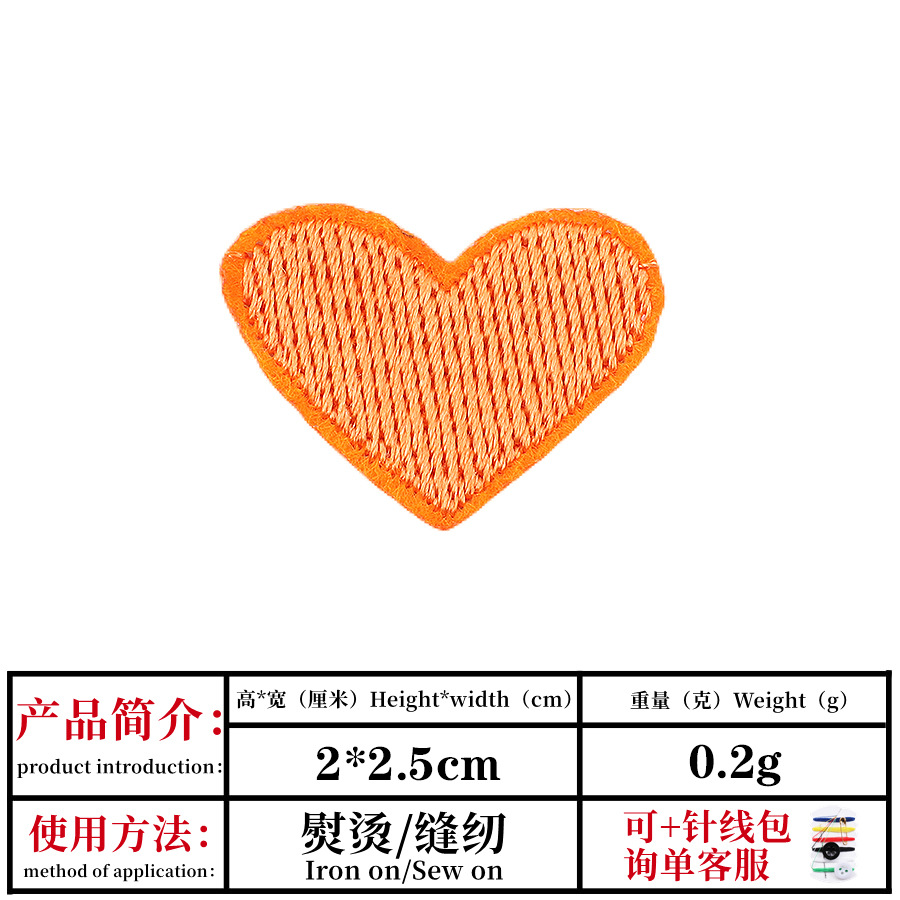 产品简介：
product introduction：
高*宽（厘米）Height*width（cm）
重量（克）Weight（g）
2*2.5cm
0.2g
使用方法：
method of application：
熨烫/缝纫
Iron on/Sew on
可+针线包
询单客服